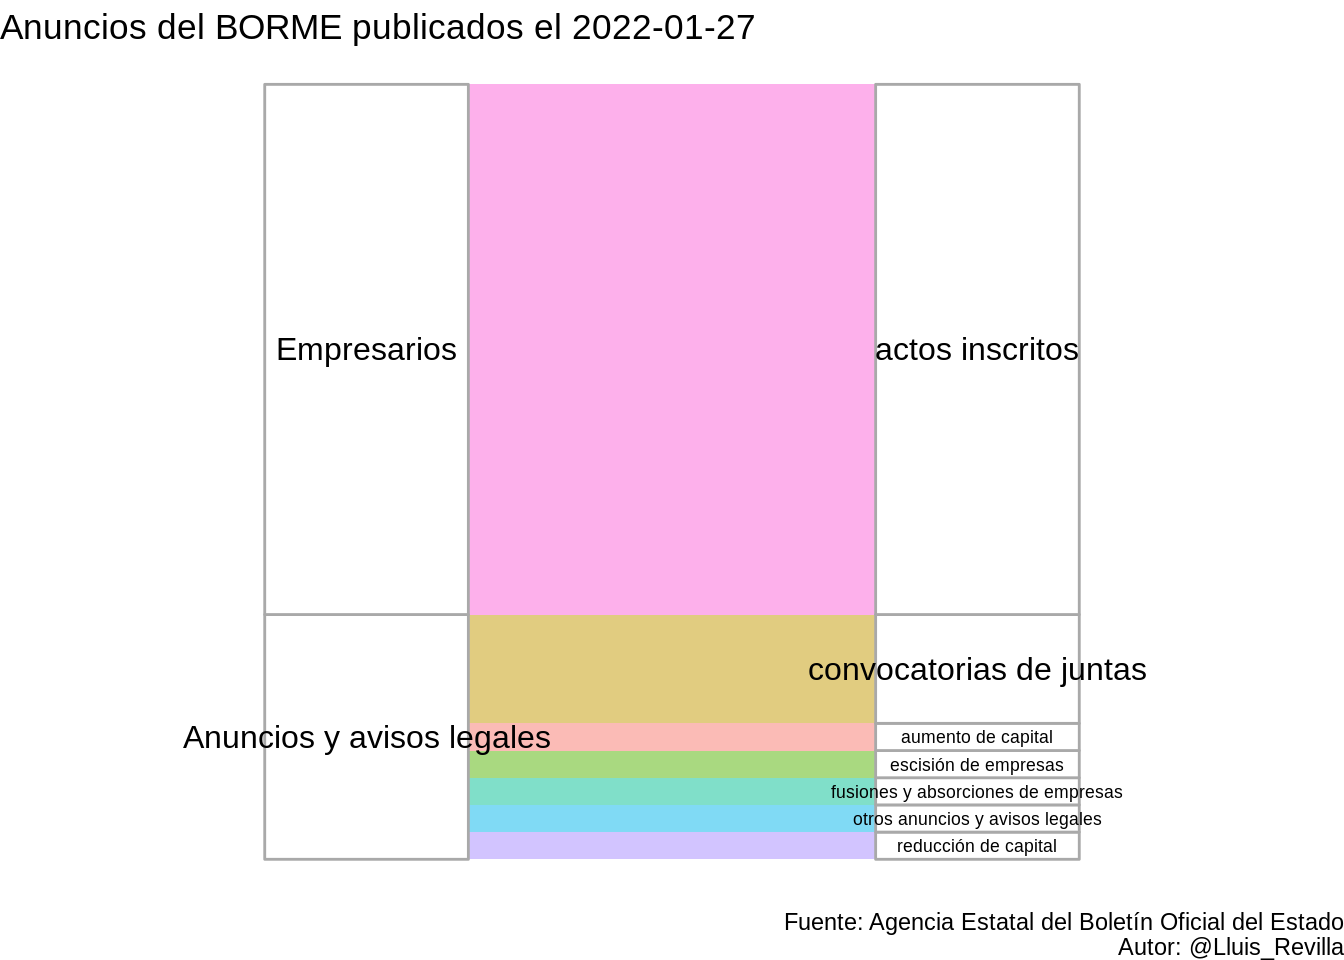 Anuncios del BORME publicados el 2022-01-27
Empresarios
actos inscritos
convocatorias de juntas
Anuncios y avisos legales
aumento de capital
escisión de empresas
fusiones y absorciones de empresas
otros anuncios y avisos legales
reducción de capital
Fuente: Agencia Estatal del Boletín Oficial del Estado
Autor: @Lluis_Revilla